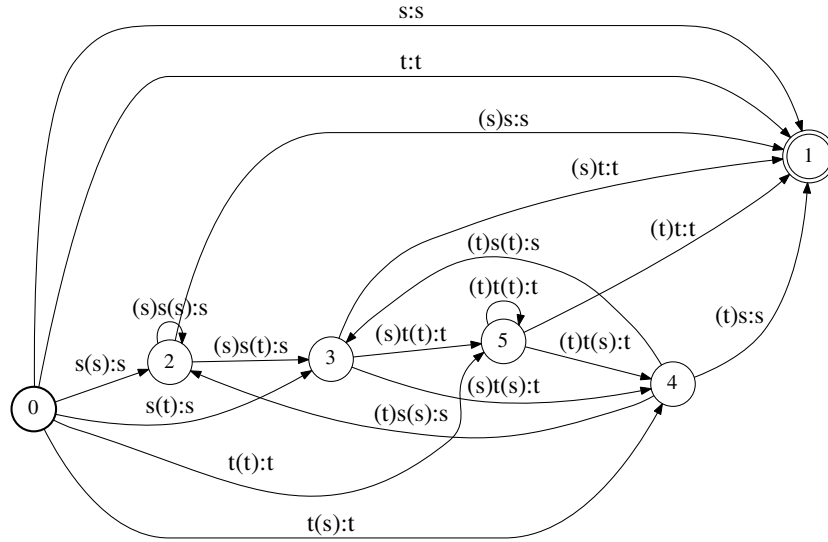 s:s
t:t
(s)s:s
1
(s)t:t
(t)t:t
(t)s(t):s
(t)t(t):t
(s)s(s):s
(t)s:s
(s)s(t):s
(s)t(t):t
5
(t)t(s):t
2
3
s(s):s
4
0
s(t):s
(s)t(s):t
(t)s(s):s
t(t):t
t(s):t